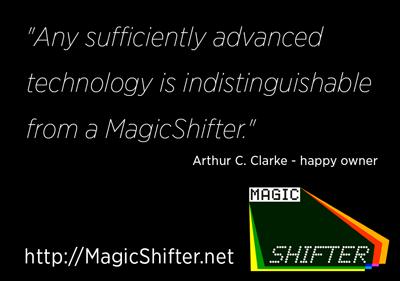 "Any sufficiently advanced
technology is indistinguishable
from a MagicShifter."
Arthur C. Clarke - happy owner
MAGIC
SHIFTER
http://MagicShifter.net